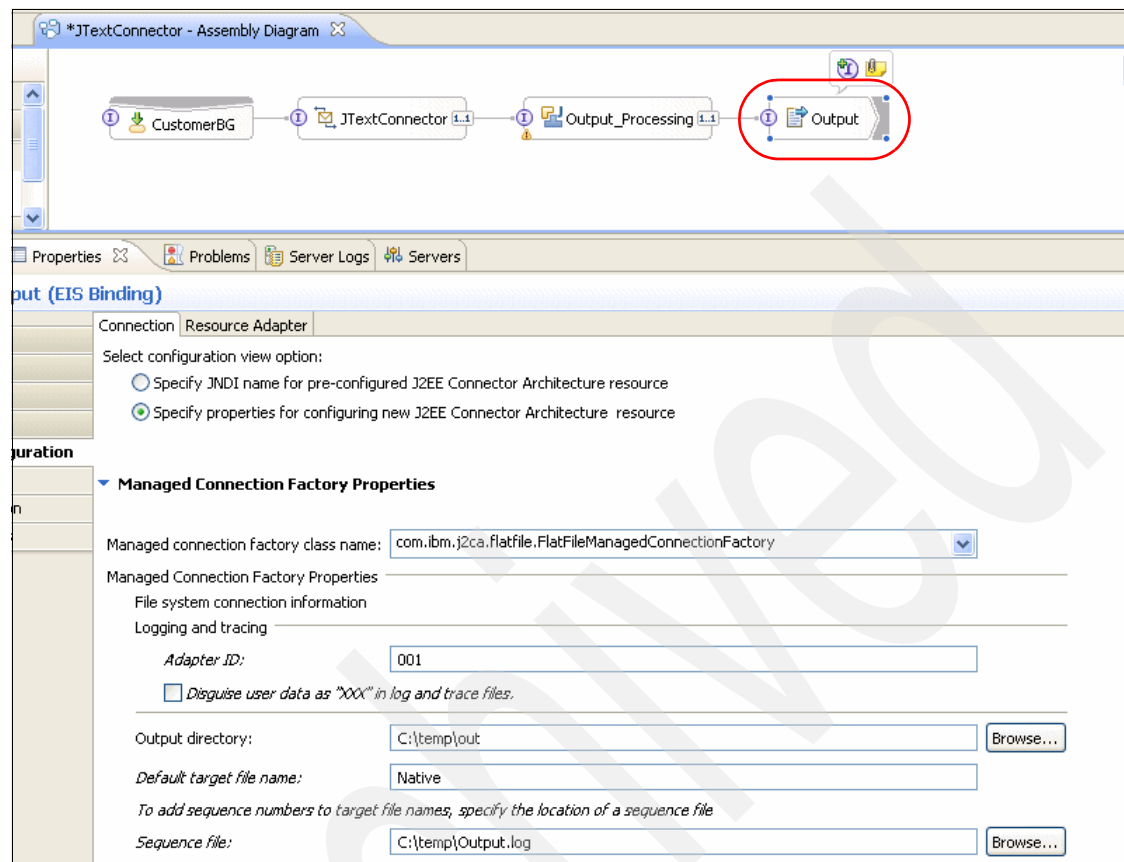 *JTextConnector - Assembly Diagram
CustomerBG
JTextConnector 1..1
Output_Processing 1..1
Output
Properties Problems Server Logs Servers
put (EIS Binding)
Connection Resource Adapter
Select configuration view option:
Specify JNDI name for pre-configured J2EE Connector Architecture resource
Specify properties for configuring new J2EE Connector Architecture resource
guration
Managed Connection Factory Properties
n
Managed connection factory class name: com.ibm.j2ca.flatfile.FlatFileManagedConnectionFactory
Managed Connection Factory Properties
File system connection information
Logging and tracing
Adapter ID: 001
Disguise user data as "XXX" in log and trace files.
Output directory: C:\temp\out Browse...
Default target file name: Native
To add sequence numbers to target file names, specify the location of a sequence file
Sequence file: C:\temp\Output.log Browse...